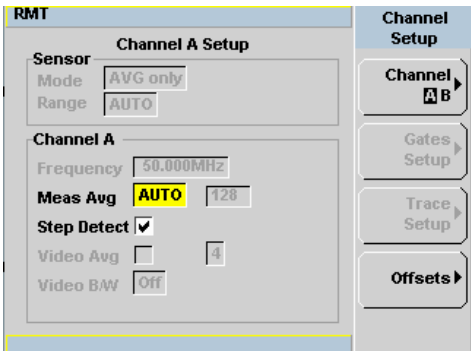 RMT
Channel A Setup
Sensor
Mode AVG only
Range AUTO
Channel A
Frequency 50.000MHz
Meas Avg AUTO 128
Step Detect
Video Avg 4
Video B/W Off
Channel Setup
Channel
A B
Gates
Setup
Trace
Setup
Offsets